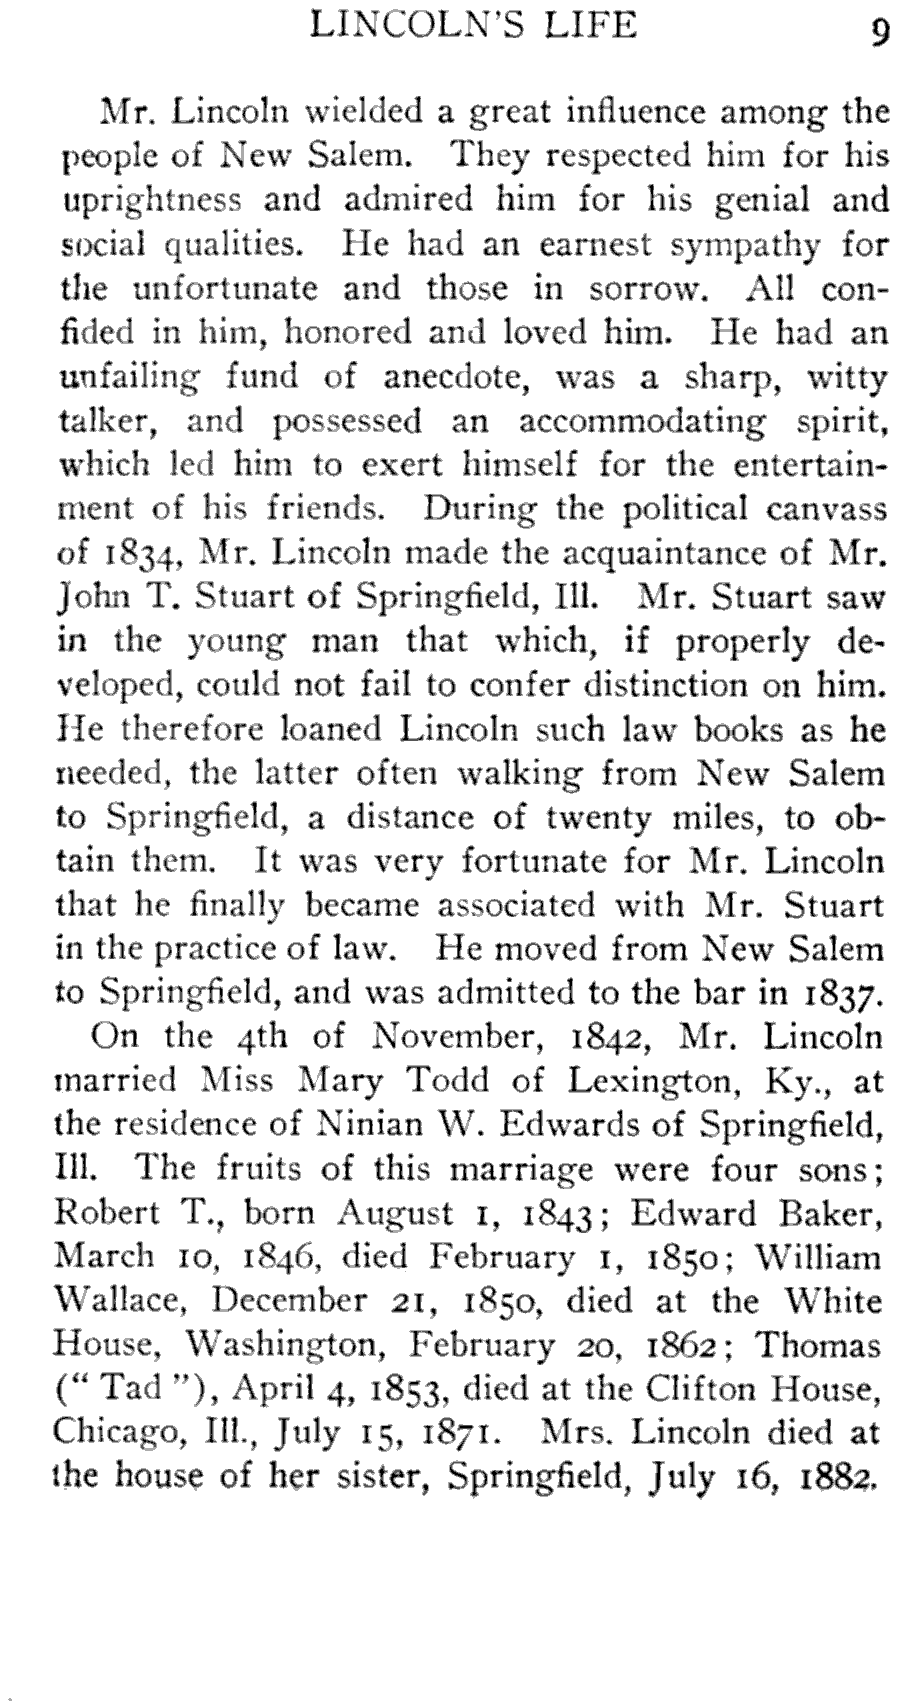 LINCOLN'S LIFE 9
Mr. Lincoln wielded a great influence among the
people of New Salem. They respected him for his
uprightness and admired him for his genial and
social qualities. He had an earnest sympathy for
the unfortunate and those in sorrow. All con-
fided in him, honored and loved him. He had an
unfailing fund of anecdote, was a sharp, witty
talker, and possessed an accommodating spirit,
which led him to exert himself for the entertain-
ment of his friends. During the political canvass
of 1834, Mr. Lincoln made the acquaintance of Mr.
John T. Stuart of Springfield, Ill. Mr. Stuart saw
in the young man that which, if properly de-
veloped, could not fail to confer distinction on him.
He therefore loaned Lincoln such law books as he
needed, the latter often walking from New Salem
to Springfield, a distance of twenty miles, to ob-
tain them. It was very fortunate for Mr. Lincoln
that he finally became associated with Mr. Stuart
in the practice of law. He moved from New Salem
to Springfield, and was admitted to the bar in 1837.
On the 4th of November, 1842, Mr. Lincoln
married Miss Mary Todd of Lexington, Ky., at
the residence of Ninian W. Edwards of Springfield,
Ill. The fruits of this marriage were four sons;
Robert T., born August 1, 1843; Edward Baker,
March 10, 1846, died February 1, 1850; William
Wallace, December 21, 1850, died at the White
House, Washington, February 20, 1862; Thomas
("Tad"), April 4, 1853, died at the Clifton House,
Chicago, Ill., July 15, 1871. Mrs. Lincoln died at
the house of her sister, Springfield, July 16, 1882.